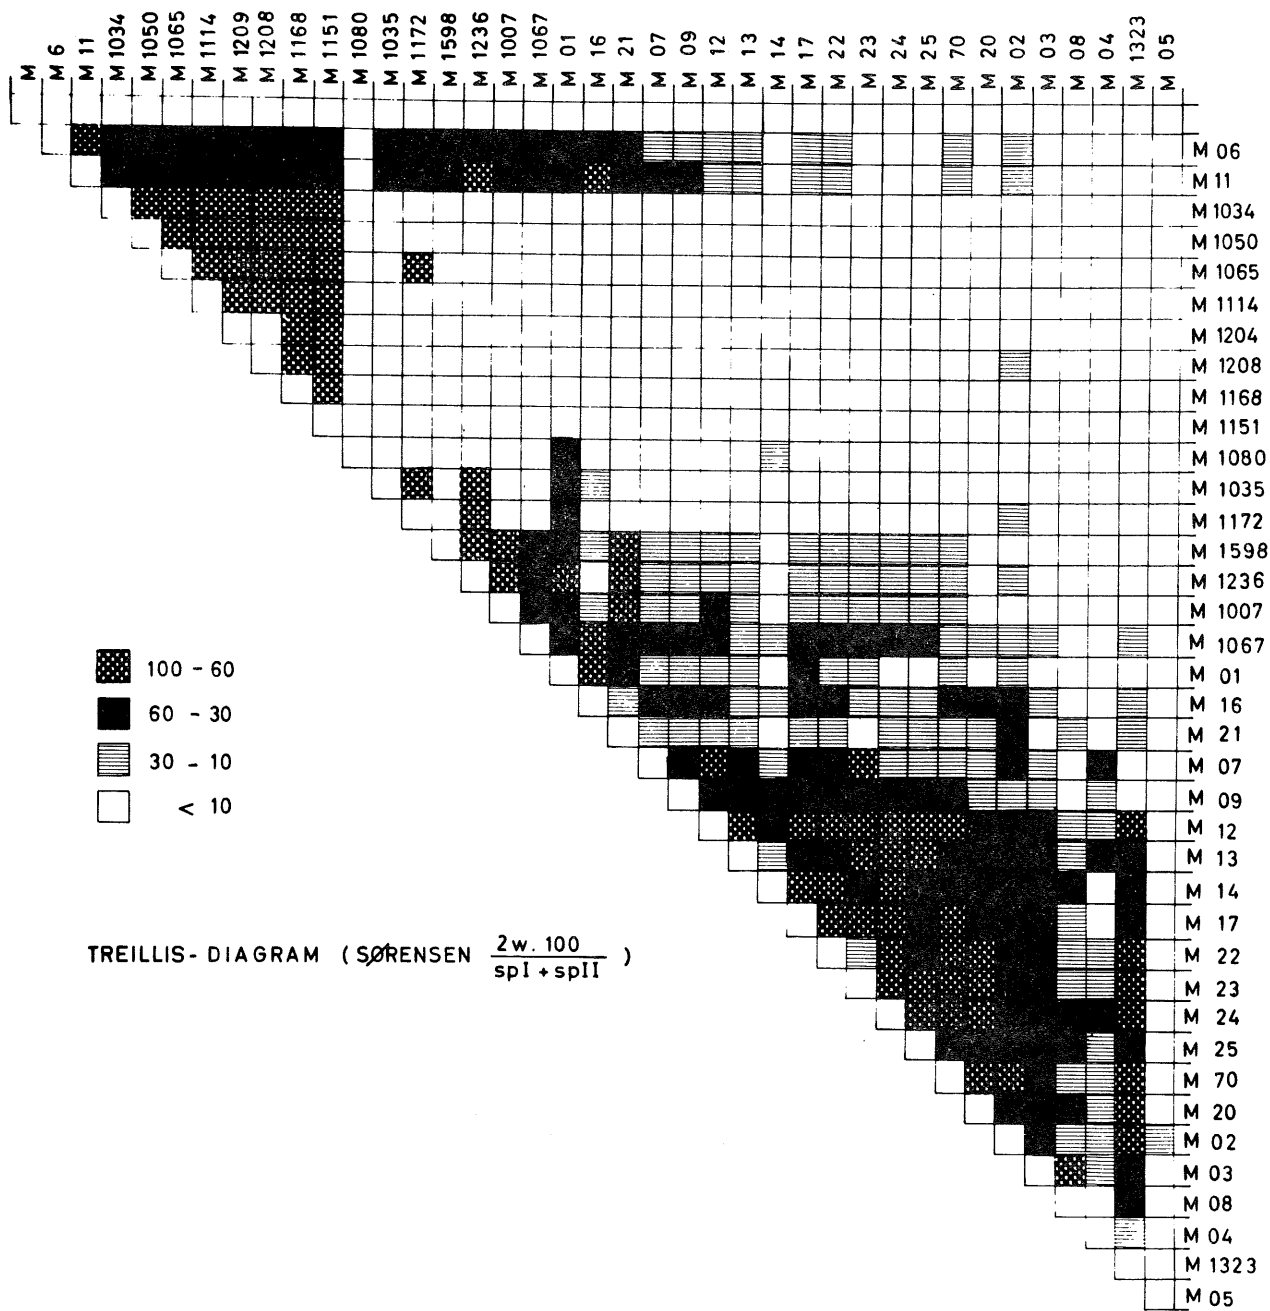 M
M 6
M 11
M 1034
M 1050
M 1065
M 1114
M 1209
M 1208
M 1168
M 1151
M 1080
M 1035
M 1172
M 1598
M 1236
M 1007
M 1067
M 01
M 16
M 21
M 07
M 09
M 12
M 13
M 14
M 17
M 22
M 23
M 24
M 25
M 70
M 20
M 02
M 03
M 08
M 04
M 1323
M 05
M 06
M 11
M 1034
M 1050
M 1065
M 1114
M 1204
M 1208
M 1168
M 1151
M 1080
M 1035
M 1172
M 1598
M 1236
M 1007
M 1067
M 01
M 16
M 21
M 07
M 09
M 12
M 13
M 14
M 17
M 22
M 23
M 24
M 25
M 70
M 20
M 02
M 03
M 08
M 04
M 1323
M 05
100 - 60
60 - 30
30 - 10
< 10
TREILLIS - DIAGRAM ( SØRENSEN 2w. 100 / spI + spII )